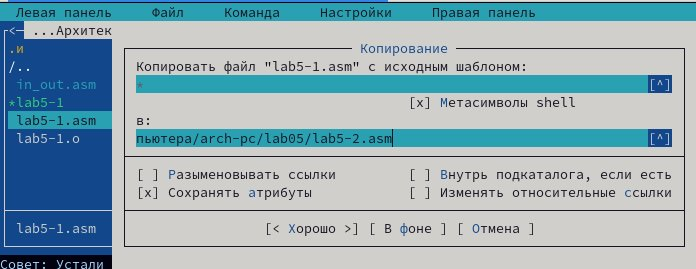 Левая панель Файл Команда Настройки Правая панель
<— ...Архитек
.и
/..
in_out.asm
*lab5-1
lab5-1.asm
lab5-1.o
lab5-1.asm
Совет: Устали
Копирование
Копировать файл "lab5-1.asm" с исходным шаблоном:
* [^]
[x] Метасимволы shell
в:
пьютера/arch-pc/lab05/lab5-2.asm [^]
[ ] Разыменовывать ссылки [ ] Внутрь подкаталога, если есть
[x] Сохранять атрибуты [ ] Изменять относительные ссылки
[< Хорошо >] [ В фоне ] [ Отмена ]